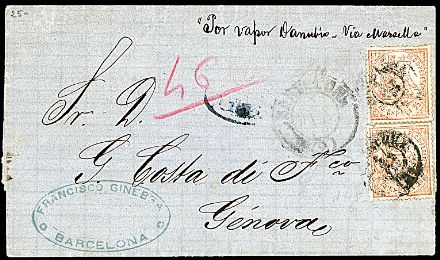 25-
"Por vapor Danubio - Via Marsella"
46
Sr. D.
G Costa di Fco
Génova
FRANCISCO GINEBRA
BARCELONA